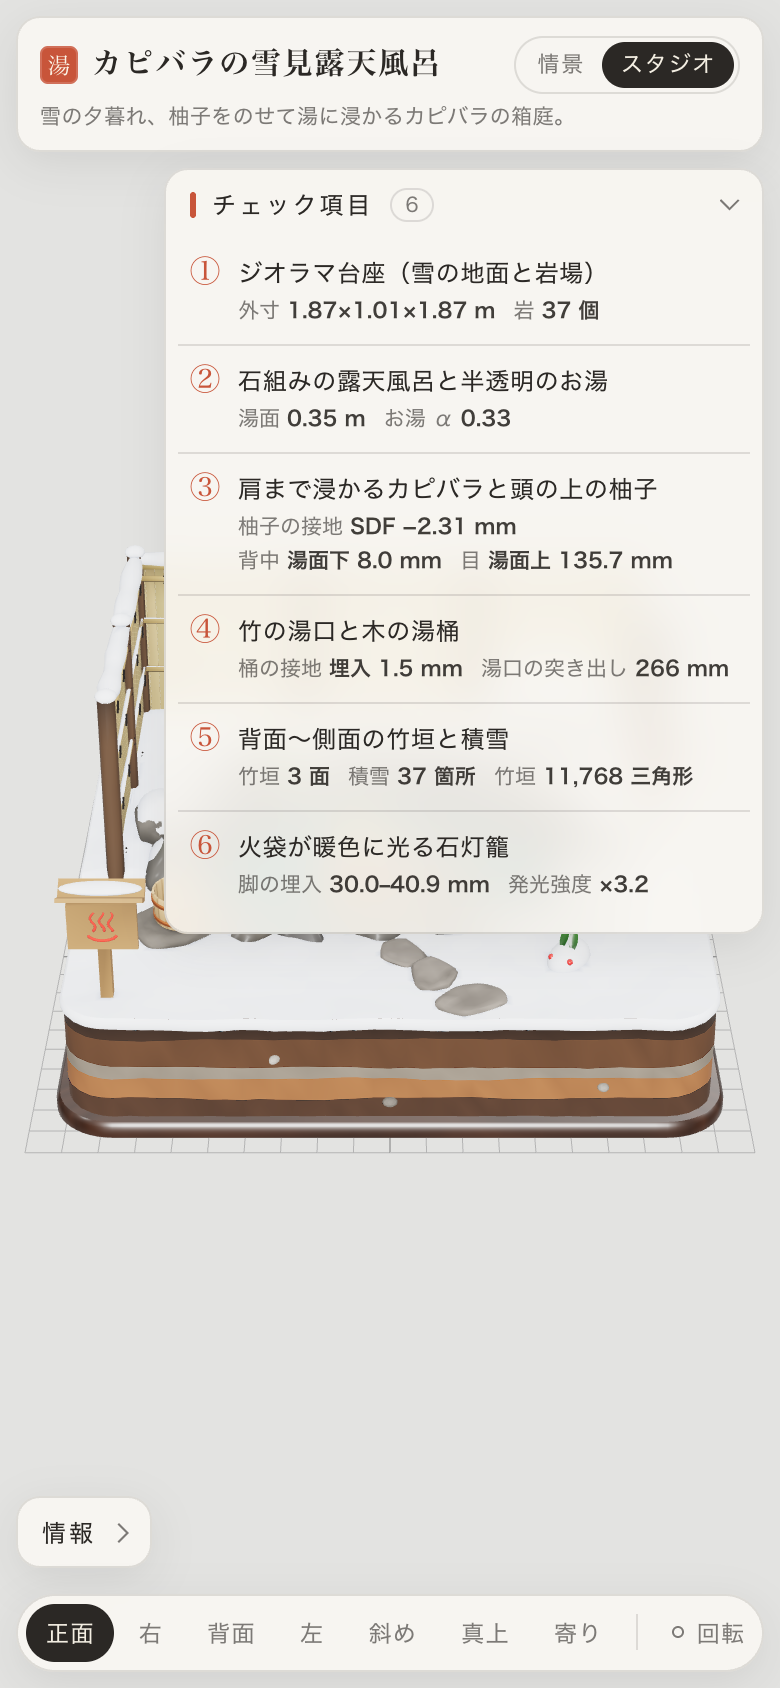 湯 カピバラの雪見露天風呂 情景 スタジオ
雪の夕暮れ、柚子をのせて湯に浸かるカピバラの箱庭。
チェック項目 6
① ジオラマ台座（雪の地面と岩場）
外寸 1.87×1.01×1.87 m 岩 37 個
② 石組みの露天風呂と半透明のお湯
湯面 0.35 m お湯 α 0.33
③ 肩まで浸かるカピバラと頭の上の柚子
柚子の接地 SDF −2.31 mm
背中 湯面下 8.0 mm 目 湯面上 135.7 mm
④ 竹の湯口と木の湯桶
桶の接地 埋入 1.5 mm 湯口の突き出し 266 mm
⑤ 背面〜側面の竹垣と積雪
竹垣 3 面 積雪 37 箇所 竹垣 11,768 三角形
⑥ 火袋が暖色に光る石灯籠
脚の埋入 30.0–40.9 mm 発光強度 ×3.2
情報
正面 右 背面 左 斜め 真上 寄り 回転